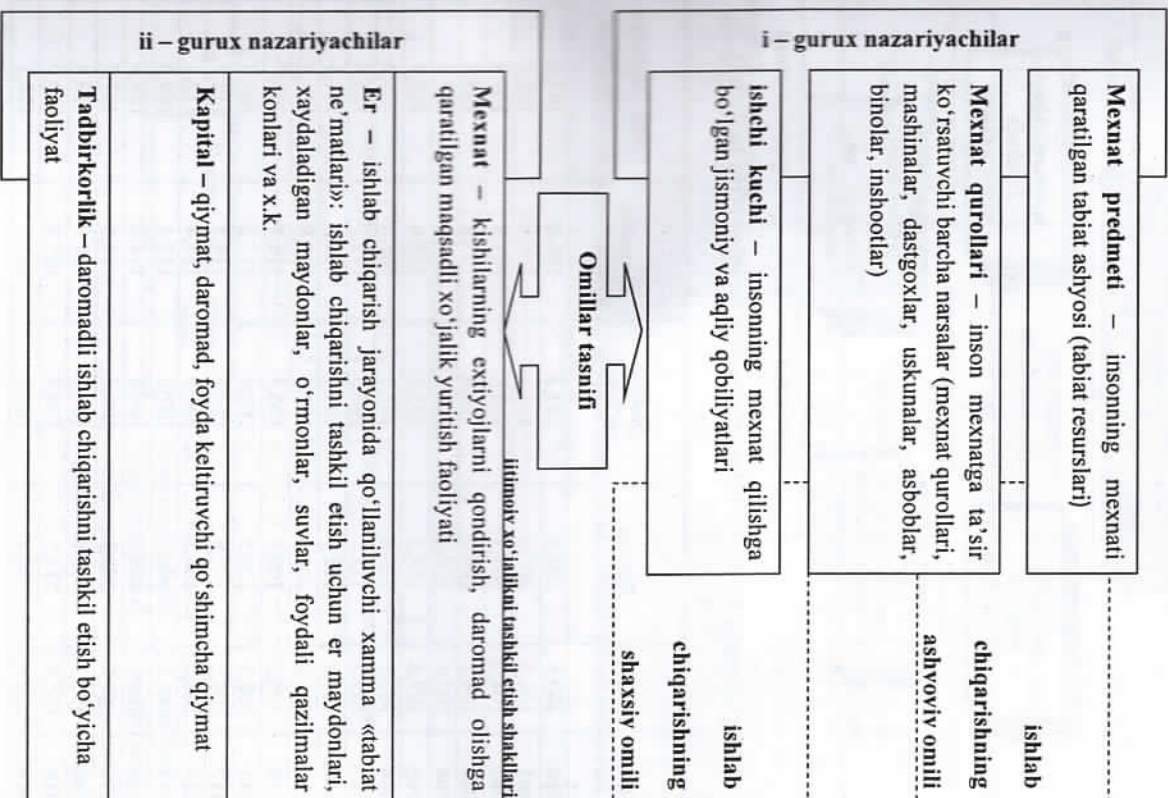 i – gurux nazariyachilar
Mexnat predmeti – insonning mexnati
qaratilgan tabiat ashyosi (tabiat resurslari)
Mexnat qurollari – inson mexnatga ta'sir
ko'rsatuvchi barcha narsalar (mexnat qurollari,
mashinalar, dastgoxlar, uskunalar, asboblar,
binolar, inshootlar)
ishchi kuchi – insonning mexnat qilishga
bo'lgan jismoniy va aqliy qobiliyatlari
ishlab
chiqarishning
ashyoviy omili
ishlab
chiqarishning
shaxsiy omili
Omillar tasnifi
ii – gurux nazariyachilar
ijtimoiy xo'jalikni tashkil etish shakllari
Mexnat – kishilarning extiyojlarni qondirish, daromad olishga
qaratilgan maqsadli xo'jalik yuritish faoliyati
Er – ishlab chiqarish jarayonida qo'llaniluvchi xamma «tabiat
ne'matlari»: ishlab chiqarishni tashkil etish uchun er maydonlari,
xaydaladigan maydonlar, o'rmonlar, suvlar, foydali qazilmalar
konlari va x.k.
Kapital – qiymat, daromad, foyda keltiruvchi qo'shimcha qiymat
Tadbirkorlik – daromadli ishlab chiqarishni tashkil etish bo'yicha
faoliyat